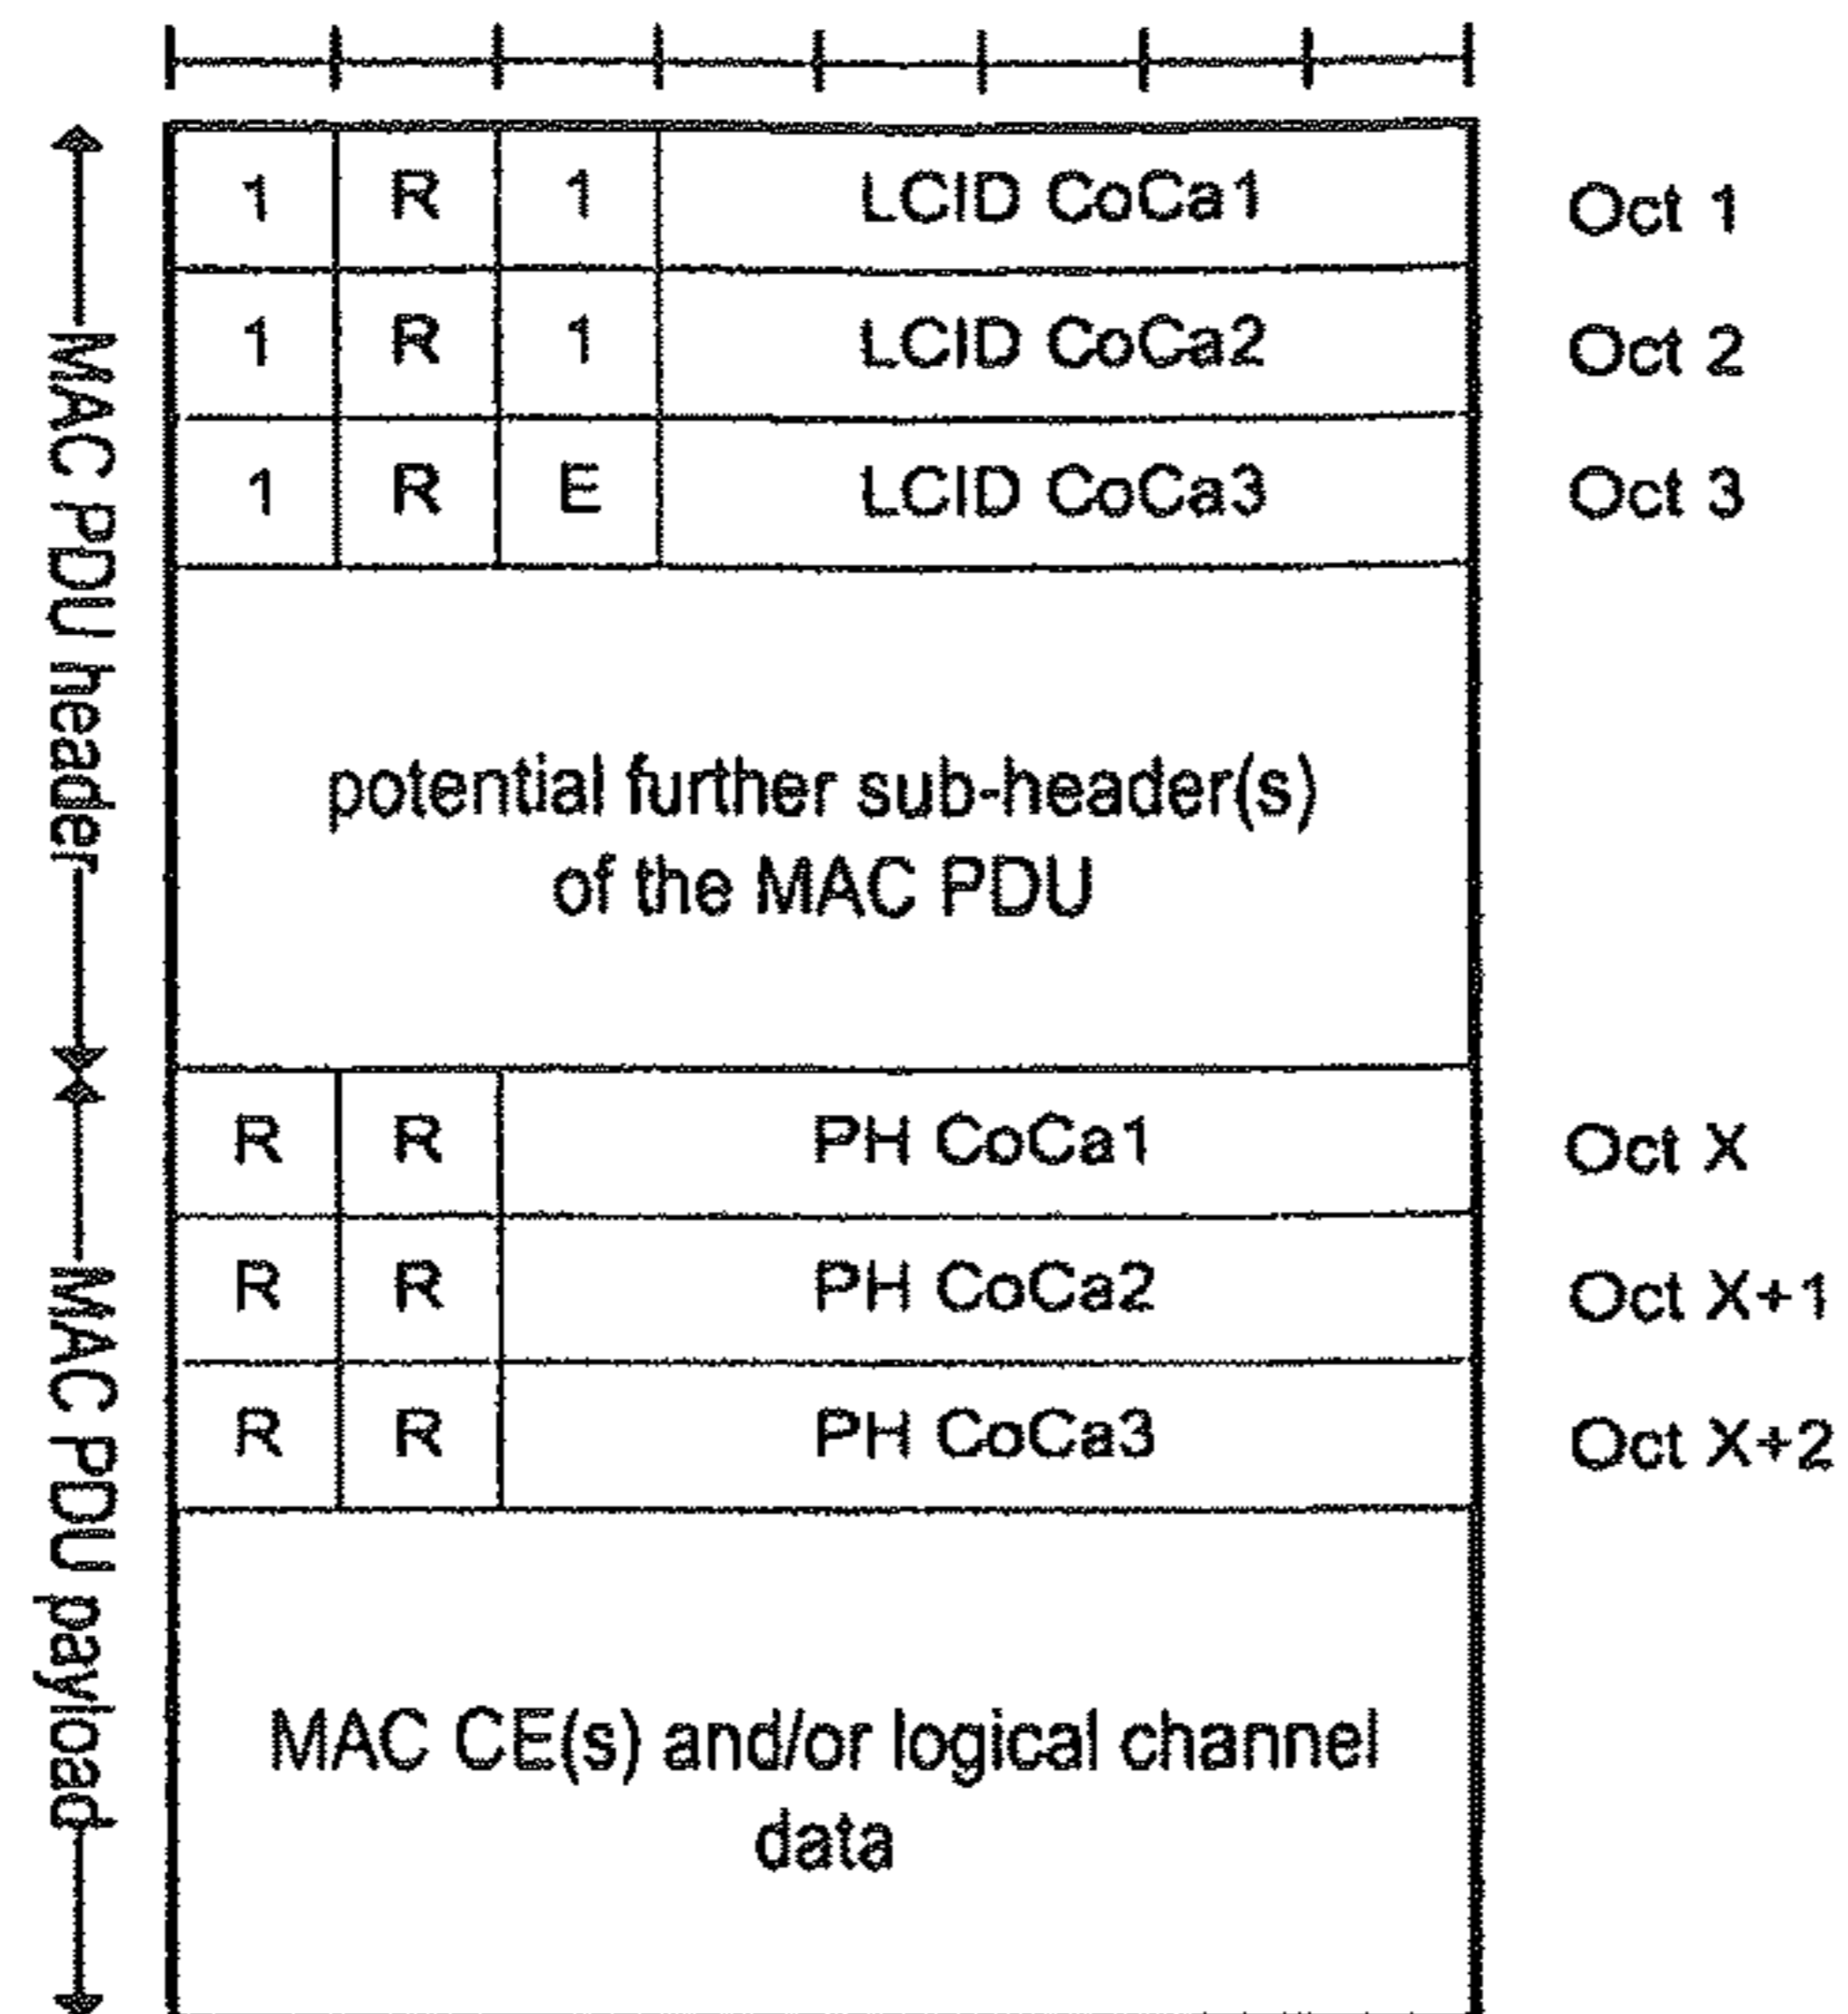 MAC PDU header
1 R 1 LCID CoCa1 Oct 1
1 R 1 LCID CoCa2 Oct 2
1 R E LCID CoCa3 Oct 3
potential further sub-header(s)
of the MAC PDU
MAC PDU payload
R R PH CoCa1 Oct X
R R PH CoCa2 Oct X+1
R R PH CoCa3 Oct X+2
MAC CE(s) and/or logical channel
data